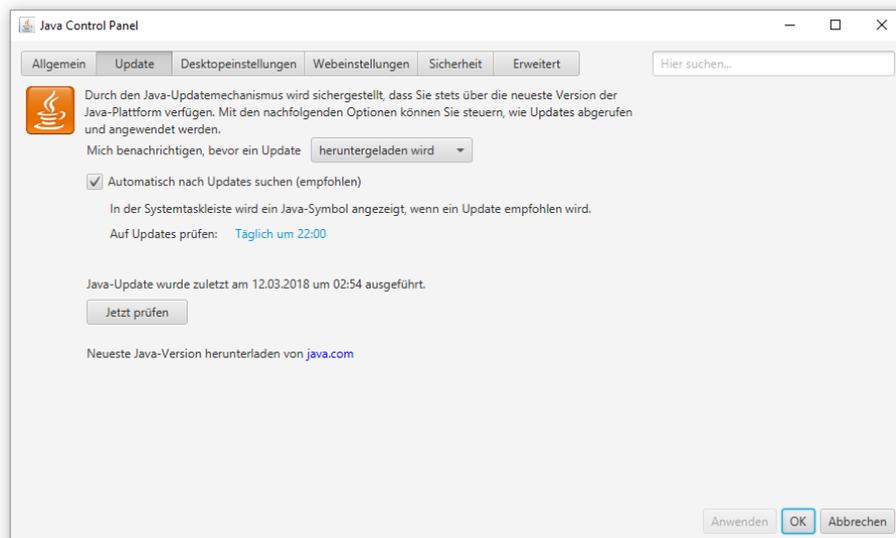 Java Control Panel
Allgemein Update Desktopeinstellungen Webeinstellungen Sicherheit Erweitert Hier suchen...
Durch den Java-Updatemechanismus wird sichergestellt, dass Sie stets über die neueste Version der
Java-Plattform verfügen. Mit den nachfolgenden Optionen können Sie steuern, wie Updates abgerufen
und angewendet werden.
Mich benachrichtigen, bevor ein Update heruntergeladen wird
Automatisch nach Updates suchen (empfohlen)
In der Systemtaskleiste wird ein Java-Symbol angezeigt, wenn ein Update empfohlen wird.
Auf Updates prüfen: Täglich um 22:00
Java-Update wurde zuletzt am 12.03.2018 um 02:54 ausgeführt.
Jetzt prüfen
Neueste Java-Version herunterladen von java.com
Anwenden OK Abbrechen